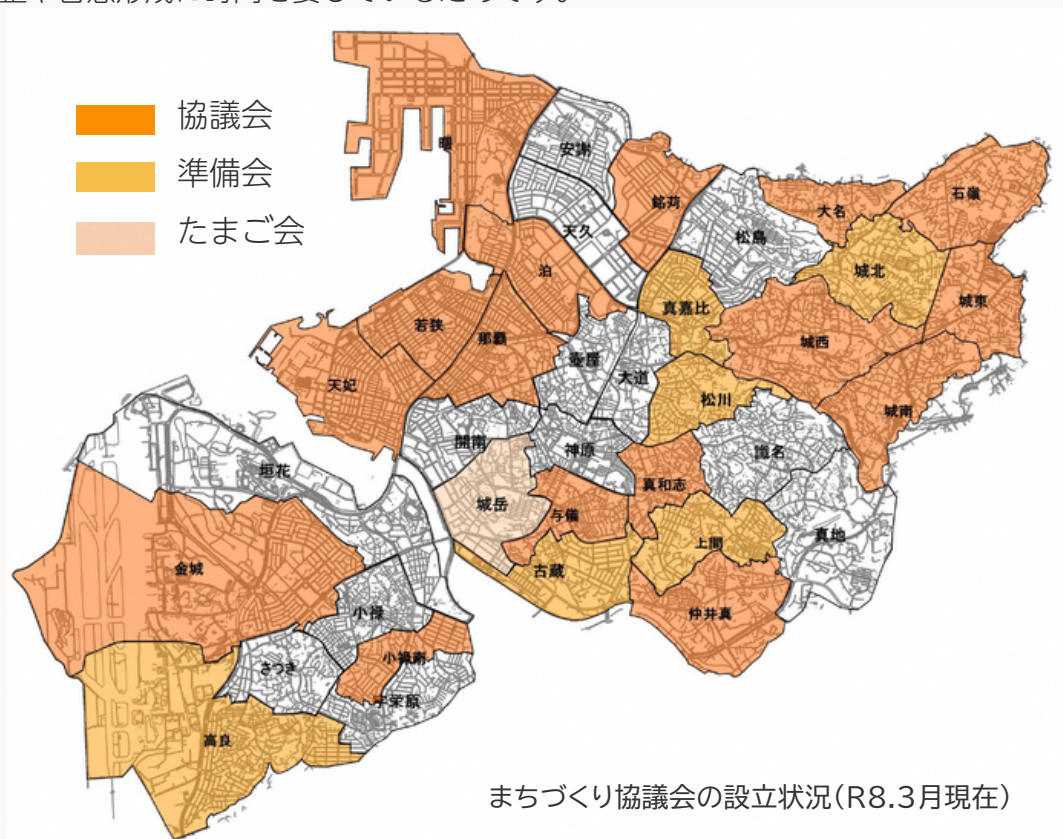 協議会
準備会
たまご会
曙
安謝
銘苅
天久
松島
大名
石嶺
城北
城東
泊
真嘉比
若狭
那覇
城西
天妃
壺屋
大道
松川
城南
開南
神原
識名
垣花
真和志
城岳
与儀
上間
真地
古蔵
金城
小禄
仲井真
さつき
小禄南
宇栄原
高良
まちづくり協議会の設立状況(R8.3月現在)